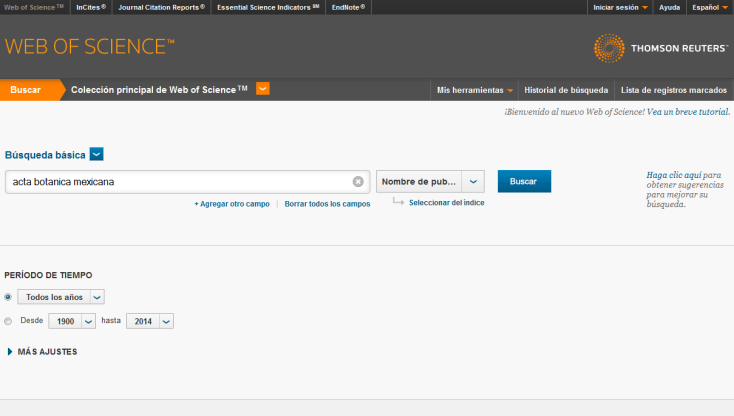 Web of Science™ InCites® Journal Citation Reports® Essential Science Indicators℠ EndNote® Iniciar sesión Ayuda Español
WEB OF SCIENCE™ THOMSON REUTERS™
Buscar Colección principal de Web of Science™ Mis herramientas Historial de búsqueda Lista de registros marcados
¡Bienvenido al nuevo Web of Science! Vea un breve tutorial.
Búsqueda básica
acta botanica mexicana Nombre de pub... Buscar
+ Agregar otro campo | Borrar todos los campos Seleccionar del índice
Haga clic aquí para
obtener sugerencias
para mejorar su
búsqueda.
PERÍODO DE TIEMPO
Todos los años
Desde 1900 hasta 2014
MÁS AJUSTES